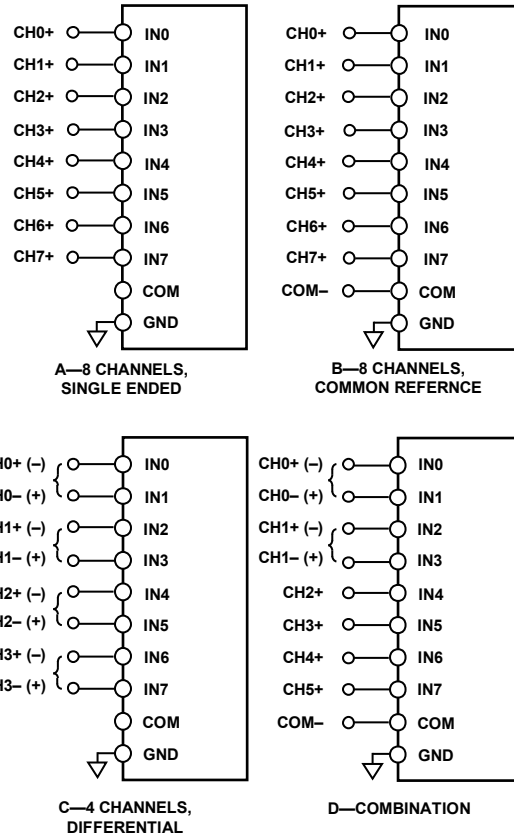 CH0+ IN0
CH1+ IN1
CH2+ IN2
CH3+ IN3
CH4+ IN4
CH5+ IN5
CH6+ IN6
CH7+ IN7
COM
GND
A—8 CHANNELS,
SINGLE ENDED
CH0+ IN0
CH1+ IN1
CH2+ IN2
CH3+ IN3
CH4+ IN4
CH5+ IN5
CH6+ IN6
CH7+ IN7
COM– COM
GND
B—8 CHANNELS,
COMMON REFERNCE
H0+ (–) IN0
H0– (+) IN1
H1+ (–) IN2
H1– (+) IN3
H2+ (–) IN4
H2– (+) IN5
H3+ (–) IN6
H3– (+) IN7
COM
GND
C—4 CHANNELS,
DIFFERENTIAL
CH0+ (–) IN0
CH0– (+) IN1
CH1+ (–) IN2
CH1– (+) IN3
CH2+ IN4
CH3+ IN5
CH4+ IN6
CH5+ IN7
COM– COM
GND
D—COMBINATION